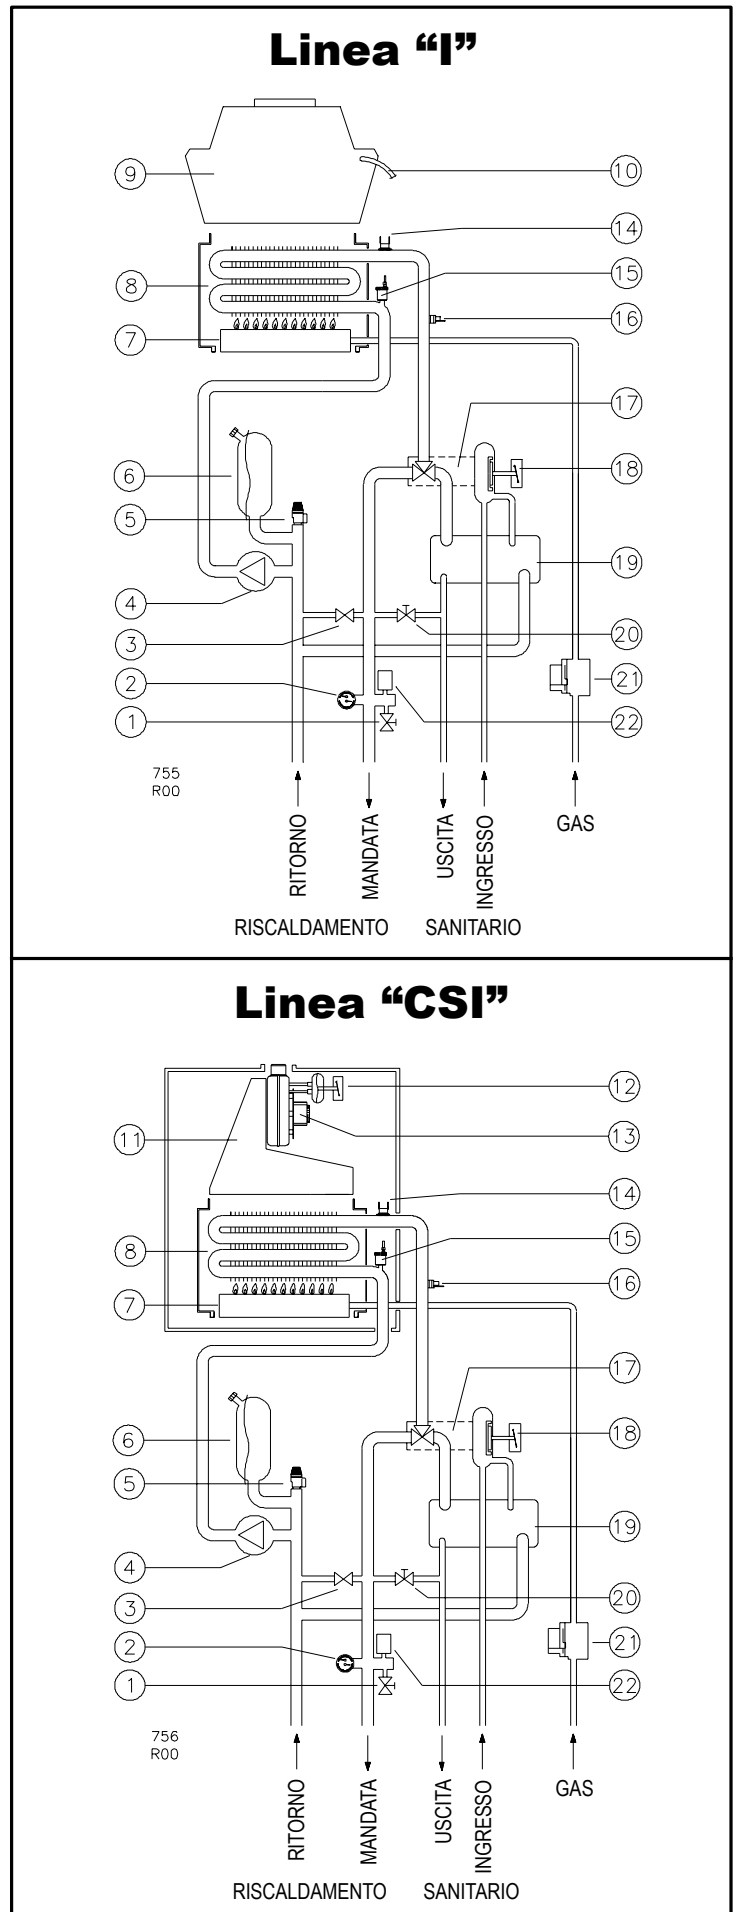 Linea “I”
9
10
14
8
15
16
7
17
6
18
5
19
4
3
20
2
21
1
22
755
R00
RITORNO
MANDATA
USCITA
INGRESSO
GAS
RISCALDAMENTO
SANITARIO
Linea “CSI”
12
11
13
14
8
15
16
7
17
6
18
5
19
4
3
20
2
21
1
22
756
R00
RITORNO
MANDATA
USCITA
INGRESSO
GAS
RISCALDAMENTO
SANITARIO